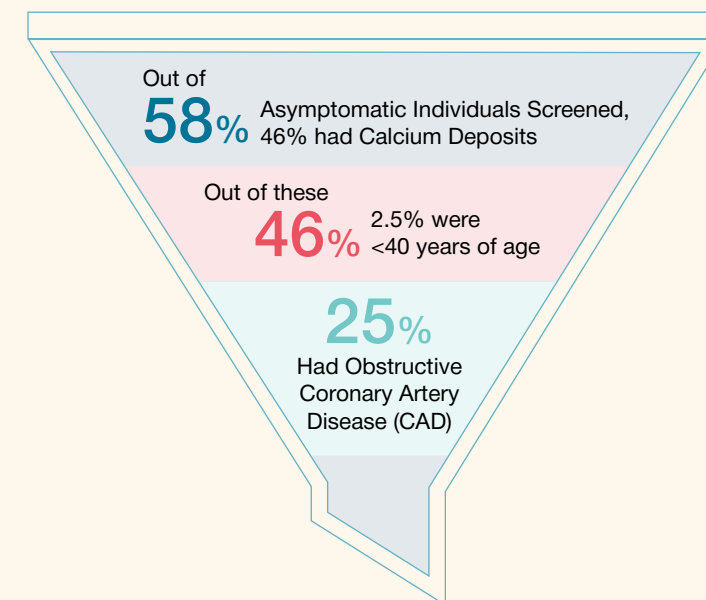 Out of
58% Asymptomatic Individuals Screened,
46% had Calcium Deposits
Out of these
46% 2.5% were
<40 years of age
25%
Had Obstructive
Coronary Artery
Disease (CAD)